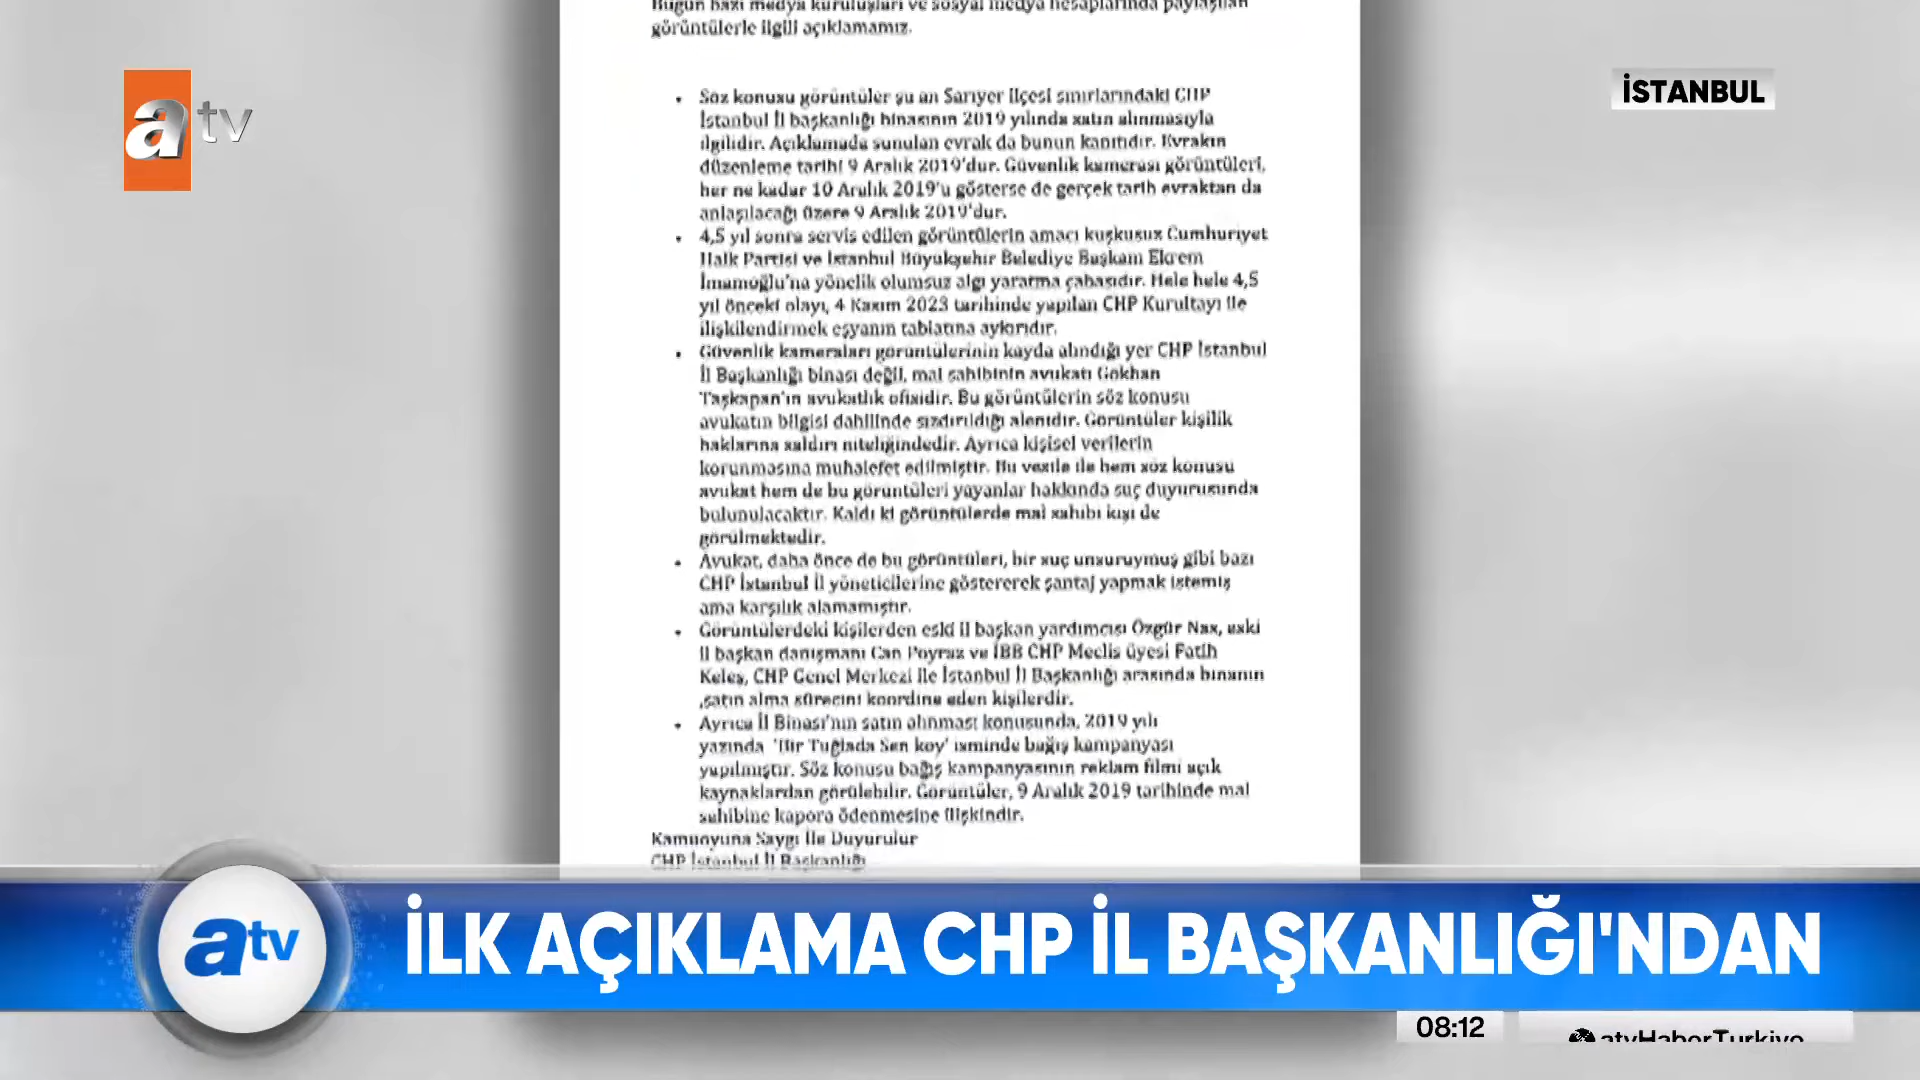 Bugün bazı medya kuruluşları ve sosyal medya hesaplarında paylaşılan
görüntülerle ilgili açıklamamız.
atv
İSTANBUL
• Söz konusu görüntüler şu an Sarıyer ilçesi sınırlarındaki CHP
İstanbul İl başkanlığı binasının 2019 yılında satın alınmasıyla
ilgilidir. Açıklamada sunulan evrak da bunun kanıtıdır. Evrakın
düzenleme tarihi 9 Aralık 2019'dur. Güvenlik kamerası görüntüleri,
her ne kadar 10 Aralık 2019'u gösterse de gerçek tarih evraktan da
anlaşılacağı üzere 9 Aralık 2019'dur.
• 4,5 yıl sonra servis edilen görüntülerin amacı kuşkusuz Cumhuriyet
Halk Partisi ve İstanbul Büyükşehir Belediye Başkanı Ekrem
İmamoğlu'na yönelik olumsuz algı yaratma çabasıdır. Hele hele 4,5
yıl önceki olayı, 4 Kasım 2023 tarihinde yapılan CHP Kurultayı ile
ilişkilendirmek eşyanın tabiatına aykırıdır.
• Güvenlik kameraları görüntülerinin kayda alındığı yer CHP İstanbul
İl Başkanlığı binası değil, mal sahibinin avukatı Gökhan
Taşkapan'ın avukatlık ofisidir. Bu görüntülerin söz konusu
avukatın bilgisi dahilinde sızdırıldığı alenidir. Görüntüler kişilik
haklarına saldırı niteliğindedir. Ayrıca kişisel verilerin
korunmasına muhalefet edilmiştir. Bu vesile ile hem söz konusu
avukat hem de bu görüntüleri yayanlar hakkında suç duyurusunda
bulunulacaktır. Kaldı ki görüntülerde mal sahibi kişi de
görülmektedir.
• Avukat, daha önce de bu görüntüleri, bir suç unsuruymuş gibi bazı
CHP İstanbul İl yöneticilerine göstererek şantaj yapmak istemiş
ama karşılık alamamıştır.
• Görüntülerdeki kişilerden eski il başkan yardımcısı Özgür Nas, eski
il başkan danışmanı Can Poyraz ve İBB CHP Meclis üyesi Fatih
Keleş, CHP Genel Merkezi ile İstanbul İl Başkanlığı arasında binanın
,satın alma sürecini koordine eden kişilerdir.
• Ayrıca İl Binası'nın satın alınması konusunda, 2019 yılı
yazında 'Bir Tuğlada Sen koy' isminde bağış kampanyası
yapılmıştır. Söz konusu bağış kampanyasının reklam filmi açık
kaynaklardan görülebilir. Görüntüler, 9 Aralık 2019 tarihinde mal
sahibine kapora ödenmesine ilişkindir.
Kamuoyuna Saygı İle Duyurulur
CHP İstanbul İl Başkanlığı
atv
İLK AÇIKLAMA CHP İL BAŞKANLIĞI'NDAN
08:12
atvHaberTurkiye